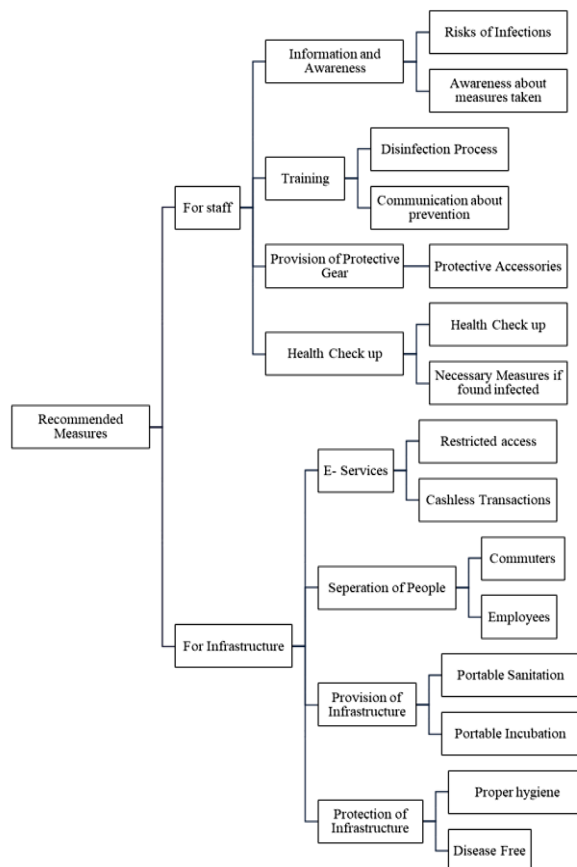 Recommended
Measures
For staff
Information and
Awareness
Risks of Infections
Awareness about
measures taken
Training
Disinfection Process
Communication about
prevention
Provision of Protective
Gear
Protective Accessories
Health Check up
Health Check up
Necessary Measures if
found infected
For Infrastructure
E- Services
Restricted access
Cashless Transactions
Seperation of People
Commuters
Employees
Provision of
Infrastructure
Portable Sanitation
Portable Incubation
Protection of
Infrastructure
Proper hygiene
Disease Free